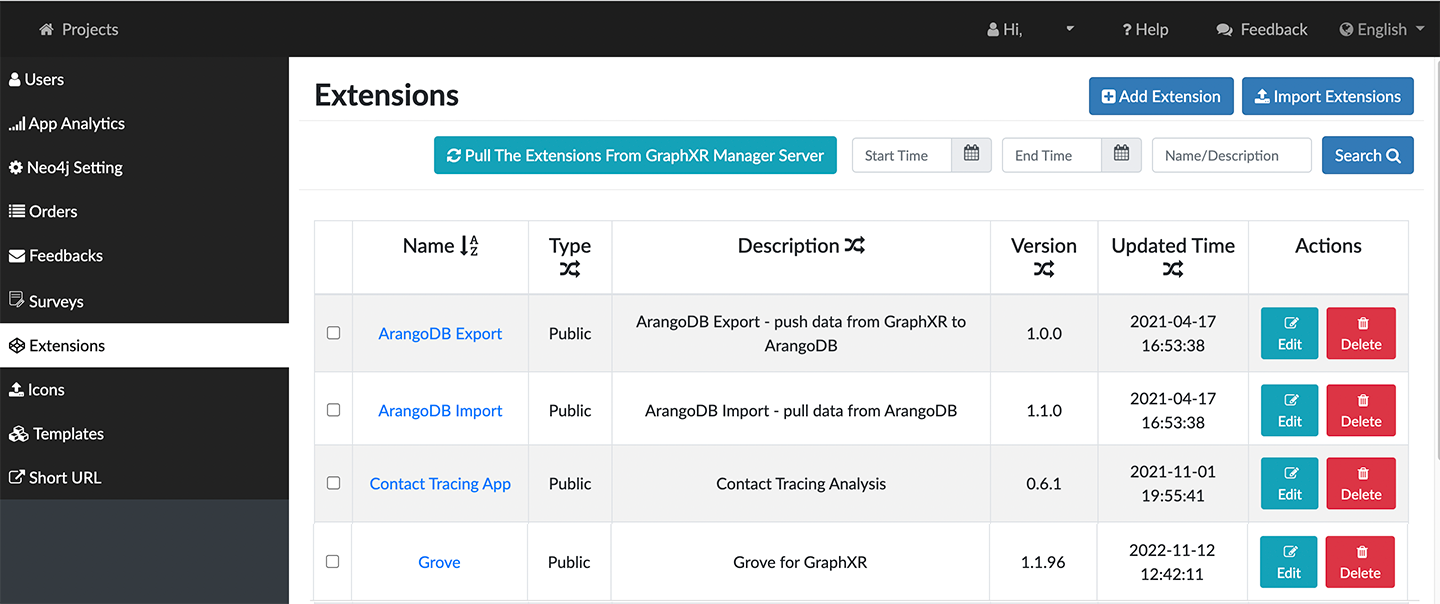 Projects
Hi,
? Help
Feedback
English
Users
App Analytics
Neo4j Setting
Orders
Feedbacks
Surveys
Extensions
Icons
Templates
Short URL
Extensions
Add Extension
Import Extensions
Pull The Extensions From GraphXR Manager Server
Start Time
End Time
Name/Description
Search
Name
Type
Description
Version
Updated Time
Actions
ArangoDB Export
Public
ArangoDB Export - push data from GraphXR to
ArangoDB
1.0.0
2021-04-17
16:53:38
Edit
Delete
ArangoDB Import
Public
ArangoDB Import - pull data from ArangoDB
1.1.0
2021-04-17
16:53:38
Edit
Delete
Contact Tracing App
Public
Contact Tracing Analysis
0.6.1
2021-11-01
19:55:41
Edit
Delete
Grove
Public
Grove for GraphXR
1.1.96
2022-11-12
12:42:11
Edit
Delete